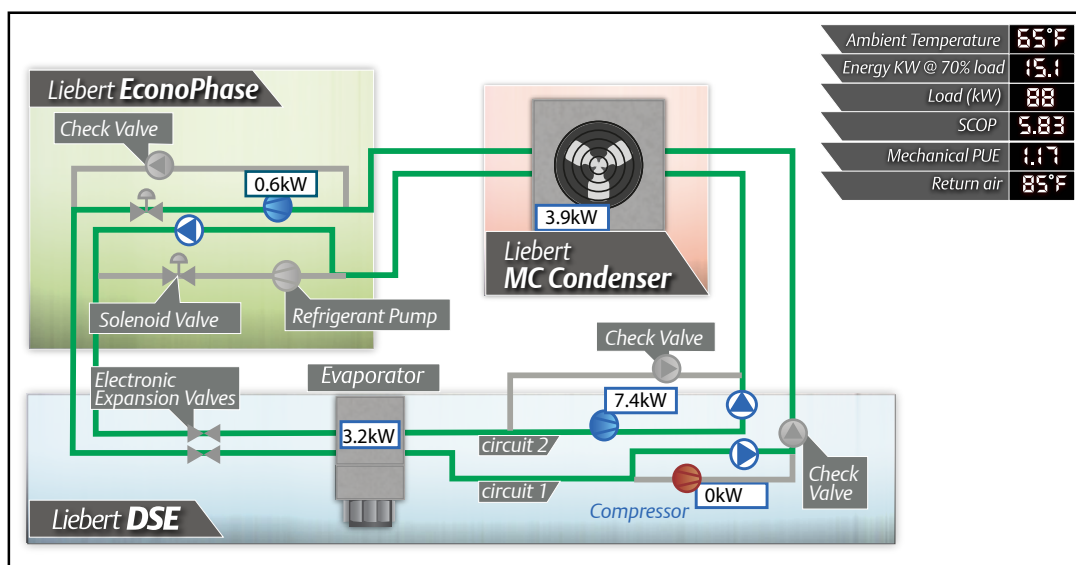 Ambient Temperature 65°F
Energy KW @ 70% load 15.1
Load (kW) 88
SCOP 5.83
Mechanical PUE 1.17
Return air 85°F
Liebert EconoPhase
Check Valve
0.6kW
Solenoid Valve
Refrigerant Pump
3.9kW
Liebert
MC Condenser
Check Valve
Electronic
Expansion Valves
Evaporator
7.4kW
3.2kW
circuit 2
circuit 1
Compressor
0kW
Check
Valve
Liebert DSE